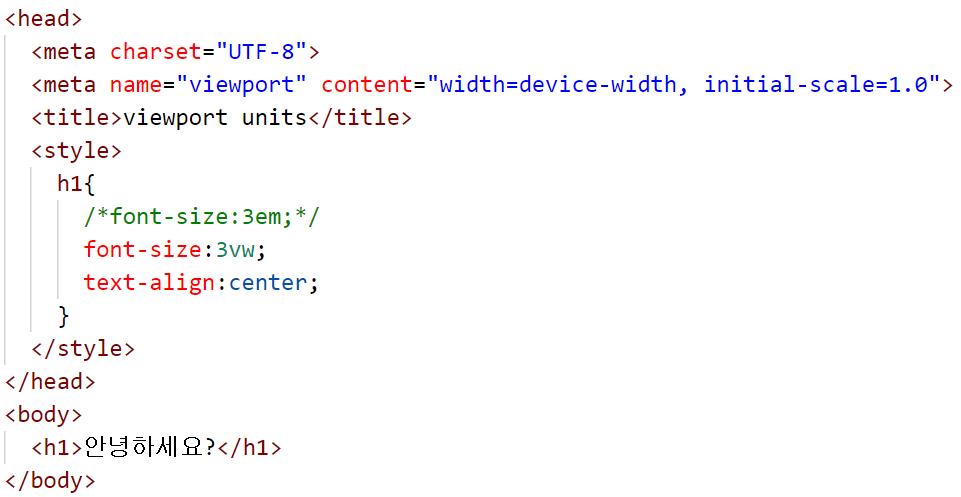 <head>
<meta charset="UTF-8">
<meta name="viewport" content="width=device-width, initial-scale=1.0">
<title>viewport units</title>
<style>
h1{
/*font-size:3em;*/
font-size:3vw;
text-align:center;
}
</style>
</head>
<body>
<h1>안녕하세요?</h1>
</body>